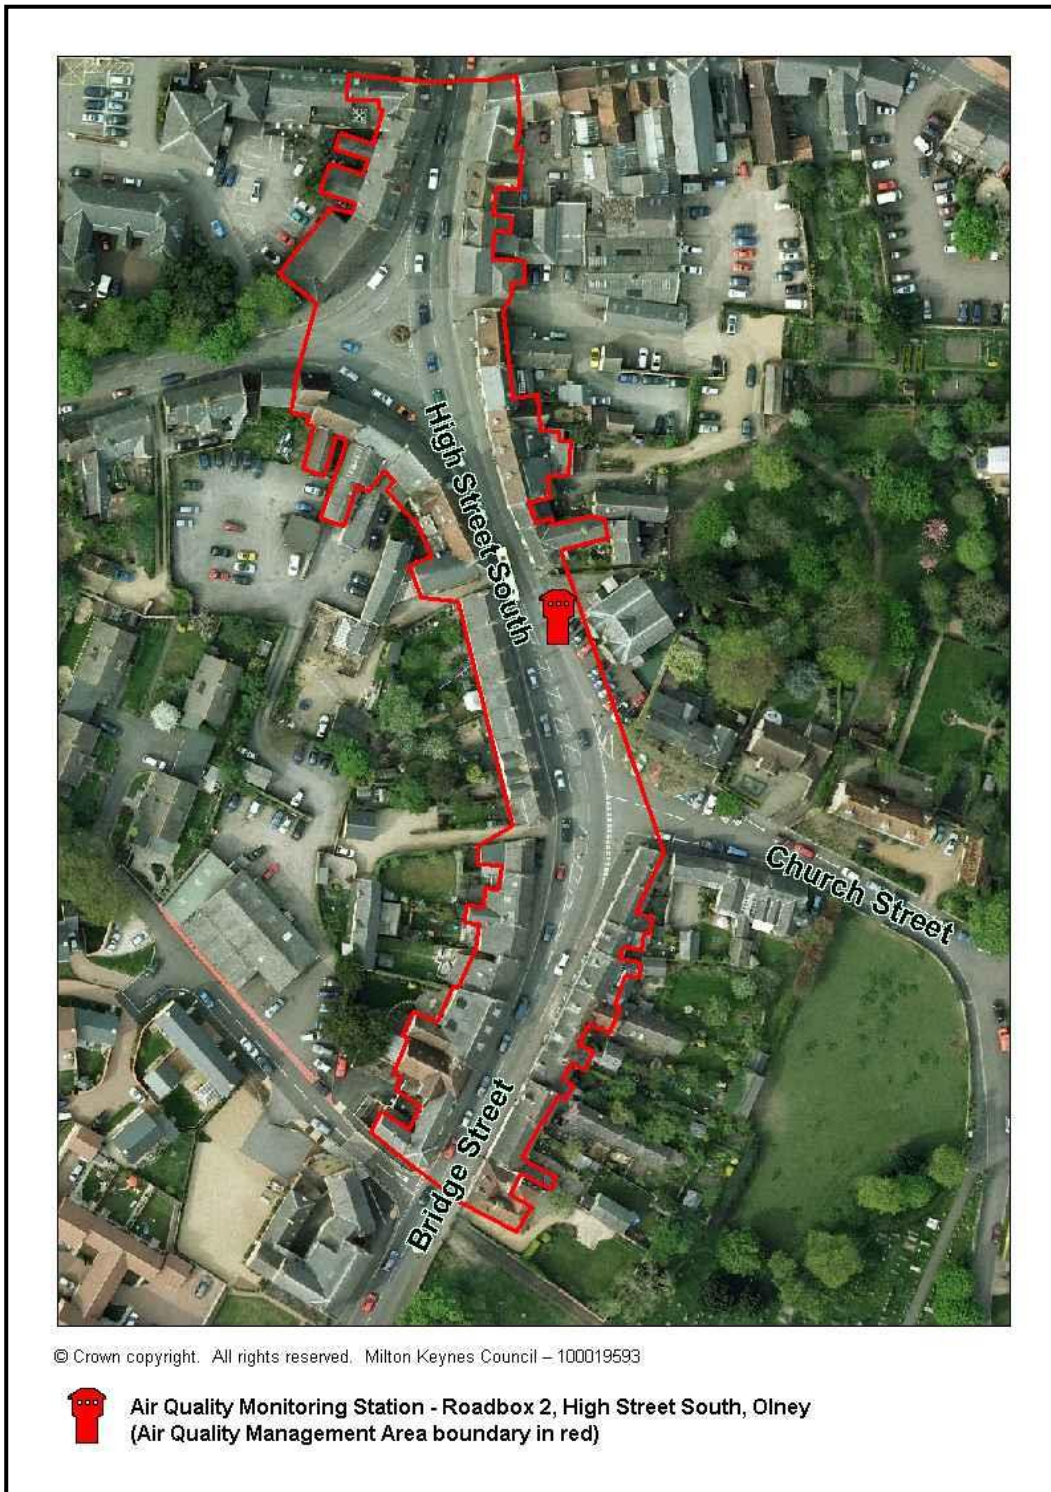 High Street South
Church Street
Bridge Street
© Crown copyright. All rights reserved. Milton Keynes Council – 100019593
Air Quality Monitoring Station - Roadbox 2, High Street South, Olney
(Air Quality Management Area boundary in red)